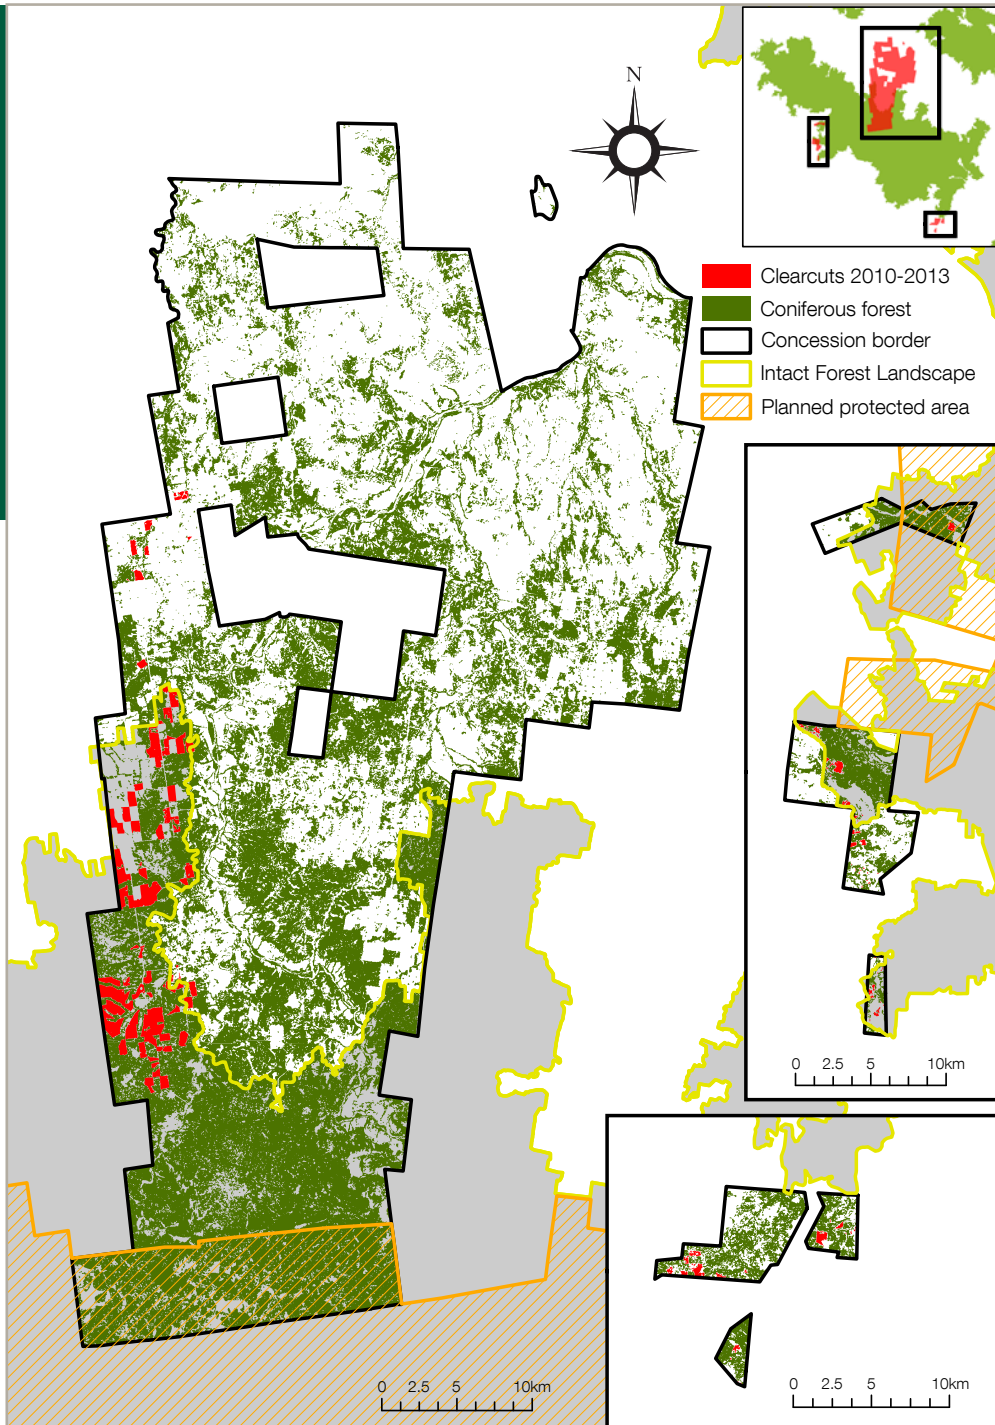 N
Clearcuts 2010-2013
Coniferous forest
Concession border
Intact Forest Landscape
Planned protected area
0 2.5 5 10km
0 2.5 5 10km
0 2.5 5 10km